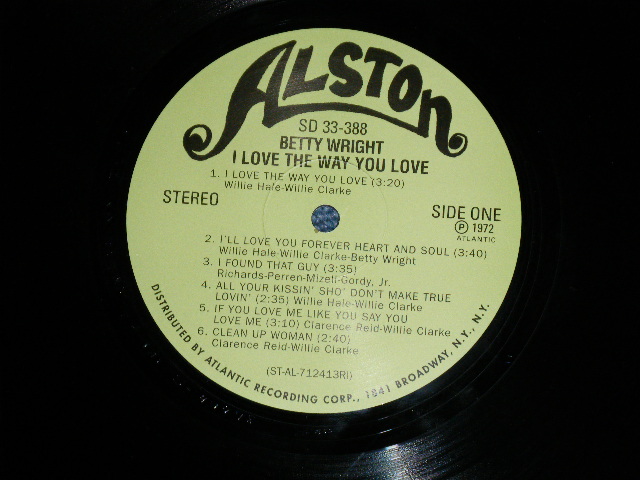 ALSTON
SD 33-388
BETTY WRIGHT
I LOVE THE WAY YOU LOVE
1. I LOVE THE WAY YOU LOVE (3:20)
Willie Hale-Willie Clarke
STEREO
SIDE ONE
Ⓟ 1972
ATLANTIC
2. I'LL LOVE YOU FOREVER HEART AND SOUL (3:40)
Willie Hale-Willie Clarke-Betty Wright
3. I FOUND THAT GUY (3:35)
Richards-Perren-Mizell-Gordy, Jr.
4. ALL YOUR KISSIN' SHO' DON'T MAKE TRUE
LOVIN' (2:35) Willie Hale-Willie Clarke
5. IF YOU LOVE ME LIKE YOU SAY YOU
LOVE ME (3:10) Clarence Reid-Willie Clarke
6. CLEAN UP WOMAN (2:40)
Clarence Reid-Willie Clarke
(ST-AL-712413RI)
DISTRIBUTED BY ATLANTIC RECORDING CORP., 1841 BROADWAY, N.Y., N.Y.